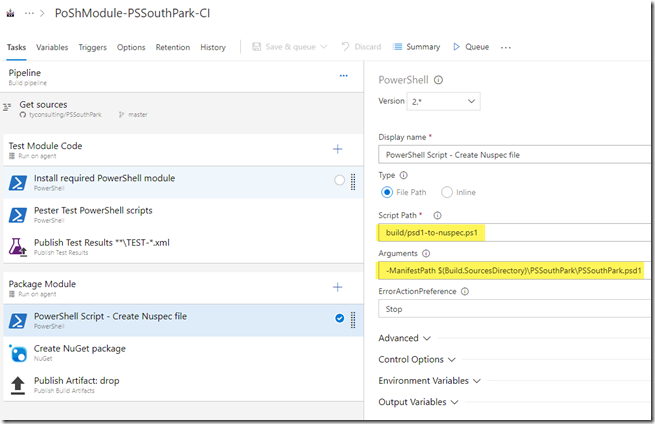 PoShModule-PSSouthPark-CI
Tasks Variables Triggers Options Retention History Save & queue Discard Summary Queue ...
Pipeline
Build pipeline
Get sources
tyconsulting/PSSouthPark master
Test Module Code
Run on agent
Install required PowerShell module
PowerShell
Pester Test PowerShell scripts
PowerShell
Publish Test Results **\TEST-*.xml
Publish Test Results
Package Module
Run on agent
PowerShell Script - Create Nuspec file
PowerShell
Create NuGet package
NuGet
Publish Artifact: drop
Publish Build Artifacts
PowerShell
Version 2.*
Display name *
PowerShell Script - Create Nuspec file
Type
File Path Inline
Script Path *
build/psd1-to-nuspec.ps1
Arguments
-ManifestPath $(Build.SourcesDirectory)\PSSouthPark\PSSouthPark.psd1
ErrorActionPreference
Stop
Advanced
Control Options
Environment Variables
Output Variables